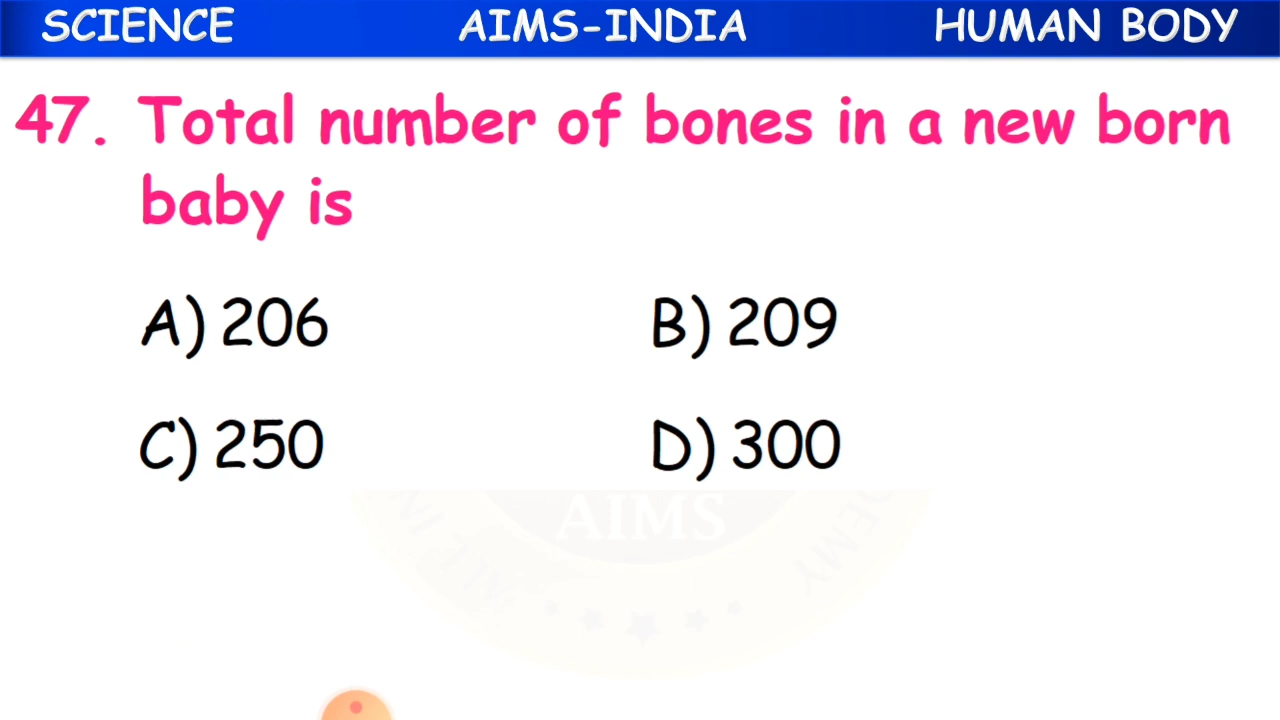 SCIENCE AIMS-INDIA HUMAN BODY
47. Total number of bones in a new born
baby is
A) 206 B) 209
C) 250 D) 300
AIMS